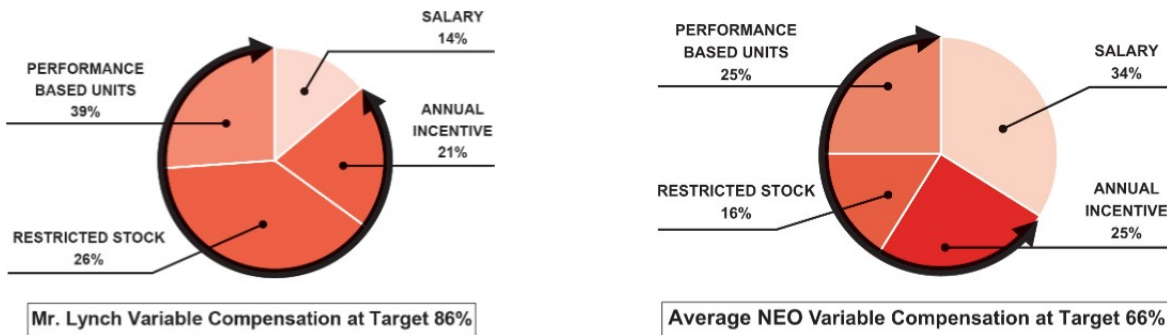 SALARY
14%
PERFORMANCE
BASED UNITS
39%
ANNUAL
INCENTIVE
21%
RESTRICTED STOCK
26%
Mr. Lynch Variable Compensation at Target 86%
PERFORMANCE
BASED UNITS
25%
SALARY
34%
RESTRICTED STOCK
16%
ANNUAL
INCENTIVE
25%
Average NEO Variable Compensation at Target 66%